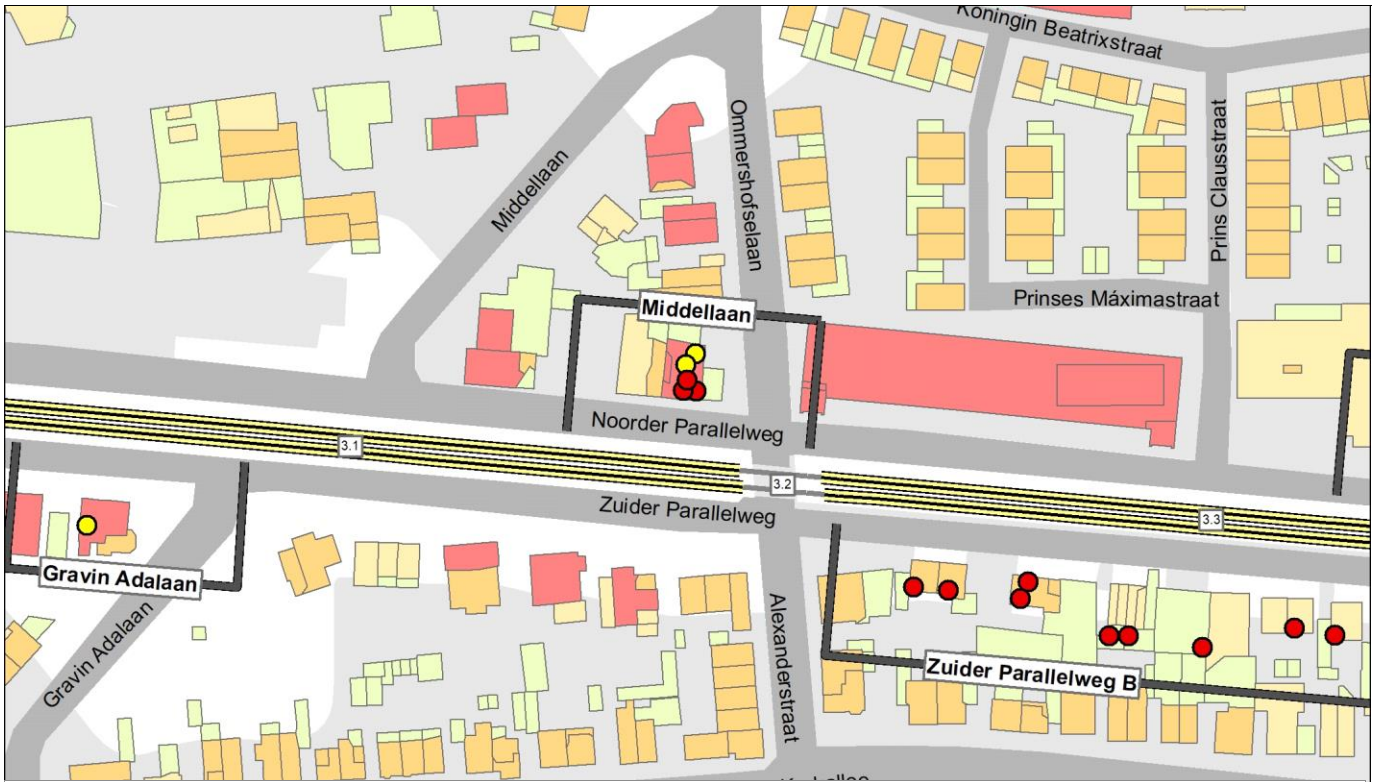 Koningin Beatrixstraat
Ommershofselaan
Middellaan
Prins Clausstraat
Prinses Máximastraat
Middellaan
Noorder Parallelweg
3.1
3.2
Zuider Parallelweg
3.3
Gravin Adalaan
Gravin Adalaan
Alexanderstraat
Zuider Parallelweg B